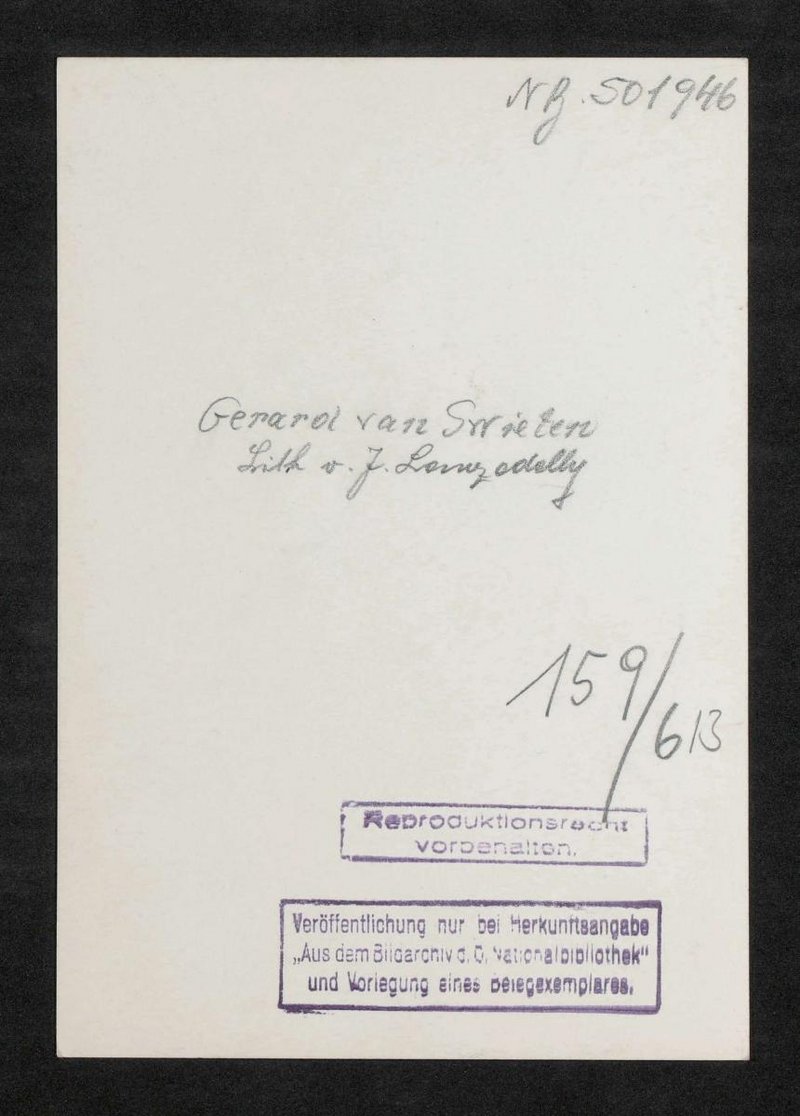 NB. 501946
Gerard van Swieten
Lith v. J. Lanzedelly
159/613
Reproduktionsrecht
vorbehalten.
Veröffentlichung nur bei Herkunftsangabe
„Aus dem Bildarchiv d. Ö. Nationalbibliothek“
und Vorlegung eines Belegexemplares.